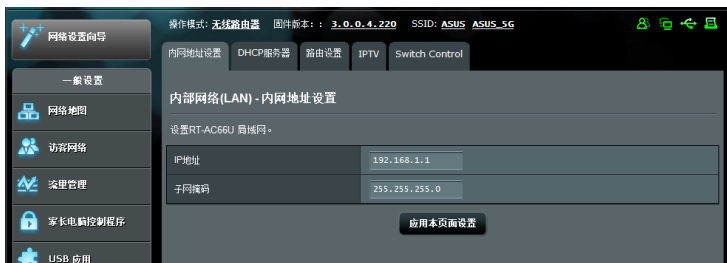 网络设置向导
操作模式: 无线路由器 固件版本:: 3.0.0.4.220 SSID: ASUS ASUS_5G
内网地址设置 DHCP服务器 路由设置 IPTV Switch Control
一般设置
网络地图
访客网络
流里管理
家长电脑控制程序
USB 应用
内部网络(LAN) - 内网地址设置
设置RT-AC66U 局域网。
IP地址 192.168.1.1
子网掩码 255.255.255.0
应用本页面设置